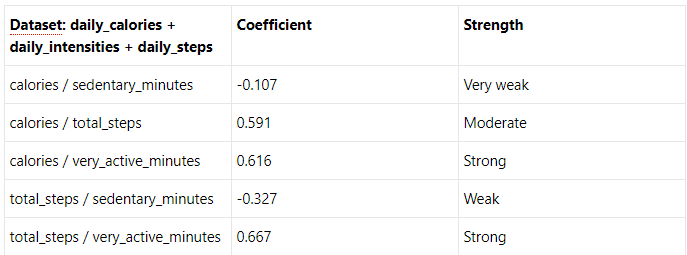 Dataset: daily_calories + daily_intensities + daily_steps Coefficient Strength
calories / sedentary_minutes -0.107 Very weak
calories / total_steps 0.591 Moderate
calories / very_active_minutes 0.616 Strong
total_steps / sedentary_minutes -0.327 Weak
total_steps / very_active_minutes 0.667 Strong